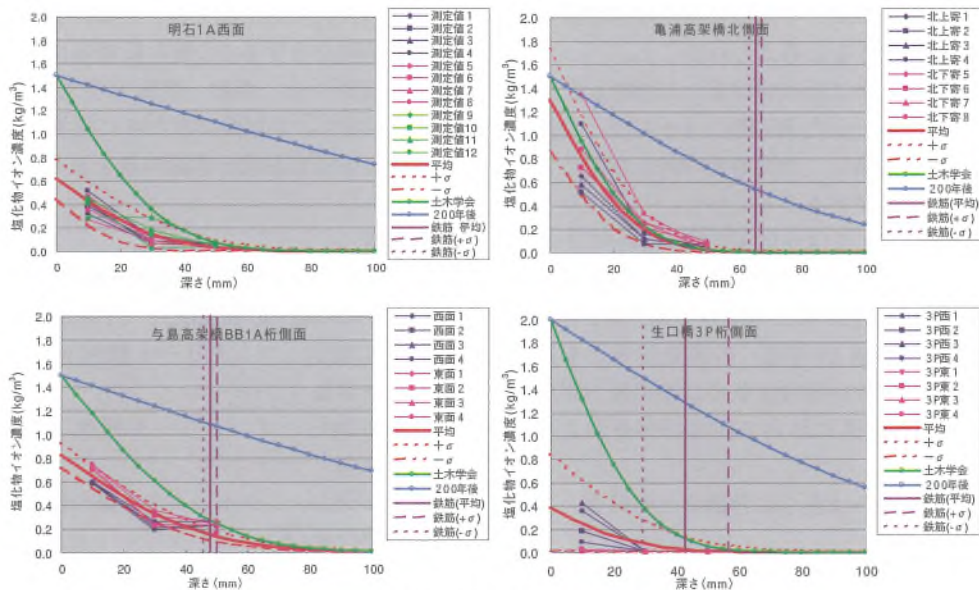 明石1A西面
塩化物イオン濃度(kg/m³)
2.0
1.8
1.6
1.4
1.2
1.0
0.8
0.6
0.4
0.2
0.0
0 20 40 60 80 100
深さ(mm)
測定値1
測定値2
測定値3
測定値4
測定値5
測定値6
測定値7
測定値8
測定値9
測定値10
測定値11
測定値12
平均
+σ
-σ
土木学会
200年後
鉄筋(平均)
鉄筋(+σ)
鉄筋(-σ)
亀浦高架橋北側面
塩化物イオン濃度(kg/m³)
2.0
1.8
1.6
1.4
1.2
1.0
0.8
0.6
0.4
0.2
0.0
0 20 40 60 80 100
深さ(mm)
北上寄1
北上寄2
北上寄3
北上寄4
北下寄5
北下寄6
北下寄7
北下寄8
平均
+σ
-σ
土木学会
200年後
鉄筋(平均)
鉄筋(+σ)
鉄筋(-σ)
与島高架橋BB1A桁側面
塩化物イオン濃度(kg/m³)
2.0
1.8
1.6
1.4
1.2
1.0
0.8
0.6
0.4
0.2
0.0
0 20 40 60 80 100
深さ(mm)
西面1
西面2
西面3
西面4
東面1
東面2
東面3
東面4
平均
+σ
-σ
土木学会
200年後
鉄筋(平均)
鉄筋(+σ)
鉄筋(-σ)
生口橋3P桁側面
塩化物イオン濃度(kg/m³)
2.0
1.8
1.6
1.4
1.2
1.0
0.8
0.6
0.4
0.2
0.0
0 20 40 60 80 100
深さ(mm)
3P西1
3P西2
3P西3
3P西4
3P東1
3P東2
3P東3
3P東4
平均
+σ
-σ
土木学会
200年後
鉄筋(平均)
鉄筋(+σ)
鉄筋(-σ)